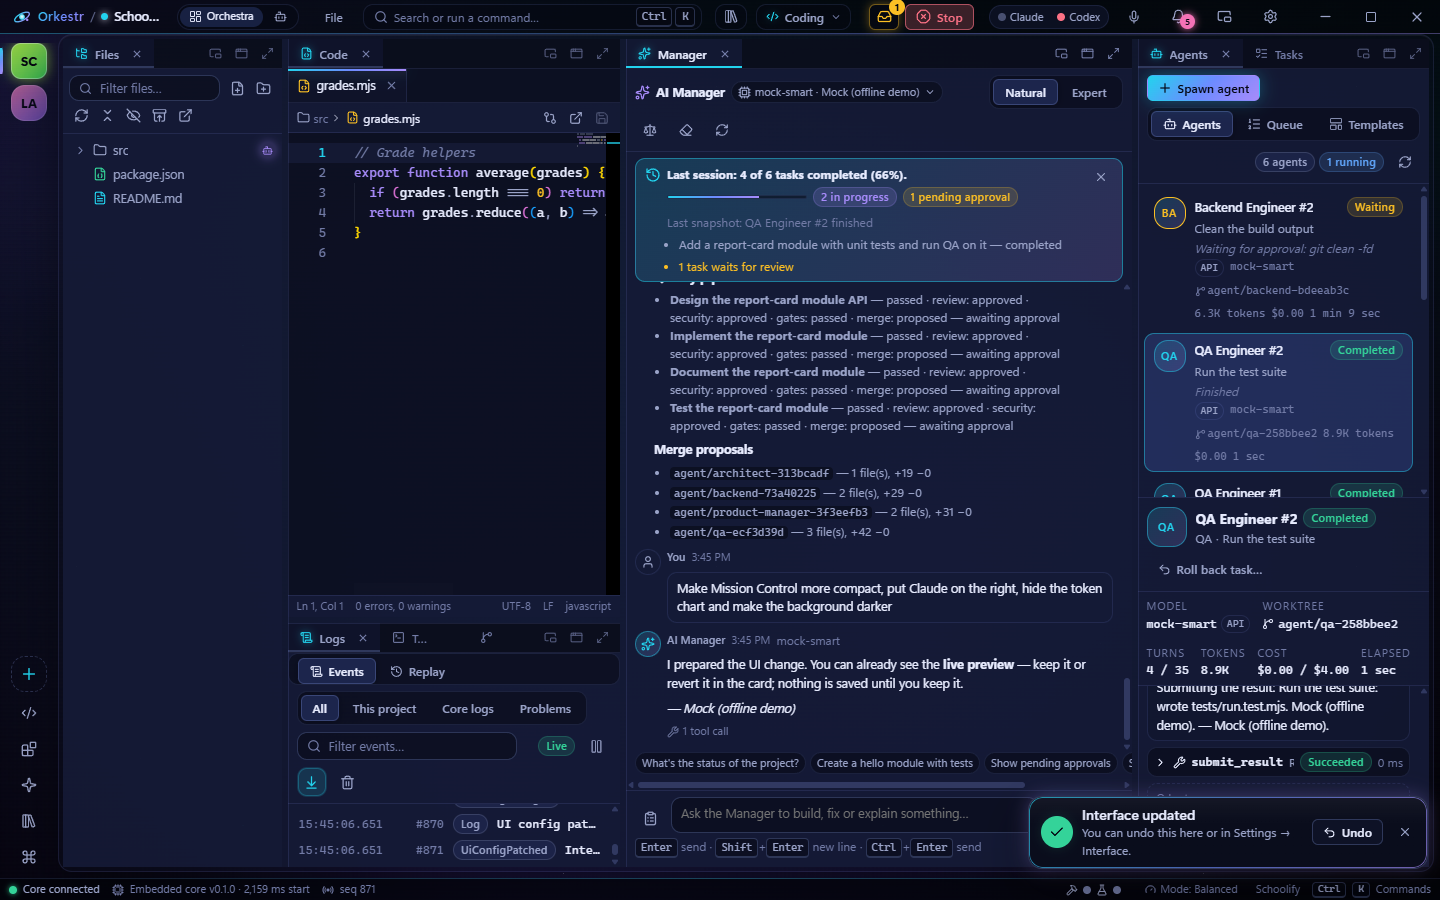 Orkestr / Schoo...
Orchestra
File
Search or run a command...
Ctrl K
Coding
1
Stop
Claude
Codex
5
SC
LA
Files
Filter files...
src
package.json
README.md
Code
grades.mjs
src > grades.mjs
1 // Grade helpers
2 export function average(grades) {
3 if (grades.length === 0) return
4 return grades.reduce((a, b) =>
5 }
6
Ln 1, Col 1 0 errors, 0 warnings UTF-8 LF javascript
Logs
T...
Events
Replay
All This project Core logs Problems
Filter events...
Live
15:45:06.651 #870 Log UI config pat...
15:45:06.651 #871 UiConfigPatched Inte...
Manager
AI Manager
mock-smart · Mock (offline demo)
Natural Expert
Last session: 4 of 6 tasks completed (66%).
2 in progress 1 pending approval
Last snapshot: QA Engineer #2 finished
• Add a report-card module with unit tests and run QA on it — completed
• 1 task waits for review
• Design the report-card module API — passed · review: approved ·
security: approved · gates: passed · merge: proposed — awaiting approval
• Implement the report-card module — passed · review: approved ·
security: approved · gates: passed · merge: proposed — awaiting approval
• Document the report-card module — passed · review: approved ·
security: approved · gates: passed · merge: proposed — awaiting approval
• Test the report-card module — passed · review: approved · security:
approved · gates: passed · merge: proposed — awaiting approval
Merge proposals
• agent/architect-313bcadf — 1 file(s), +19 −0
• agent/backend-73a40225 — 2 file(s), +29 −0
• agent/product-manager-3f3eefb3 — 2 file(s), +31 −0
• agent/qa-ecf3d39d — 3 file(s), +42 −0
You 3:45 PM
Make Mission Control more compact, put Claude on the right, hide the token
chart and make the background darker
AI Manager 3:45 PM mock-smart
I prepared the UI change. You can already see the live preview — keep it or
revert it in the card; nothing is saved until you keep it.
— Mock (offline demo)
1 tool call
What's the status of the project? Create a hello module with tests Show pending approvals
Ask the Manager to build, fix or explain something...
Enter send · Shift + Enter new line · Ctrl + Enter send
Agents
Tasks
Spawn agent
Agents Queue Templates
6 agents 1 running
BA Backend Engineer #2 Waiting
Clean the build output
Waiting for approval: git clean -fd
API mock-smart
agent/backend-bdeeab3c
6.3K tokens $0.00 1 min 9 sec
QA QA Engineer #2 Completed
Run the test suite
Finished
API mock-smart
agent/qa-258bbee2 8.9K tokens
$0.00 1 sec
QA QA Engineer #1 Completed
QA QA Engineer #2 Completed
QA · Run the test suite
Roll back task...
MODEL WORKTREE
mock-smart API agent/qa-258bbee2
TURNS TOKENS COST ELAPSED
4 / 35 8.9K $0.00 / $4.00 1 sec
Submitting the result: Run the test suite:
wrote tests/run.test.mjs. Mock (offline
demo). — Mock (offline demo).
submit_result Succeeded 0 ms
Interface updated
You can undo this here or in Settings →
Interface.
Undo
Core connected
Embedded core v0.1.0 · 2,159 ms start
seq 871
Mode: Balanced
Schoolify
Ctrl K Commands